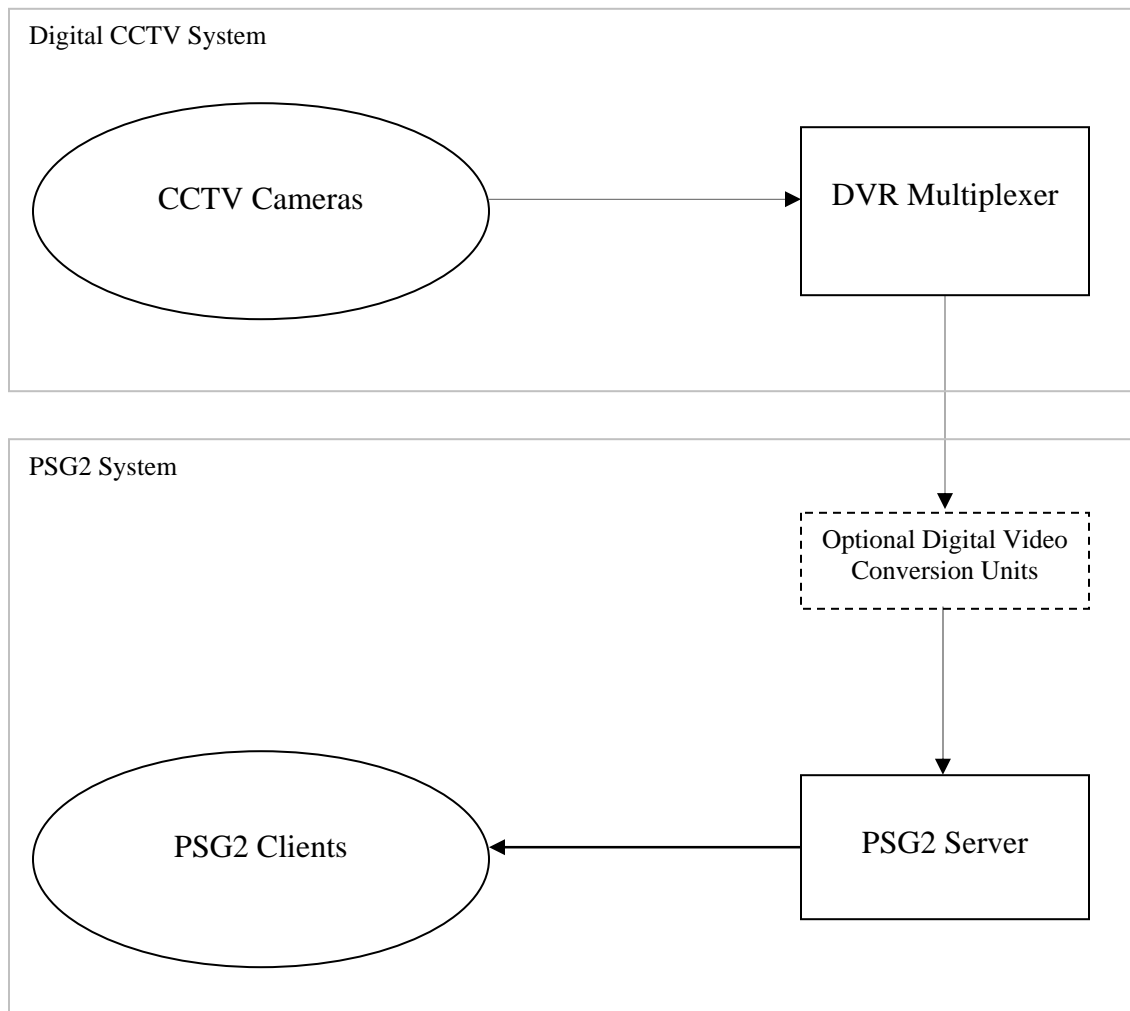 Digital CCTV System
CCTV Cameras
DVR Multiplexer
PSG2 System
Optional Digital Video
Conversion Units
PSG2 Clients
PSG2 Server